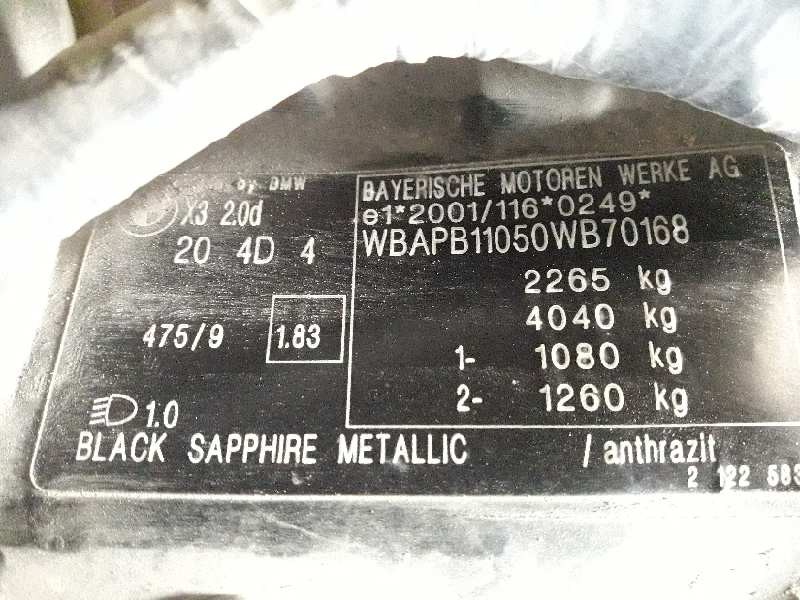 by BMW
X3 2.0d
20 4D 4
475/9 1.83
1.0
BLACK SAPPHIRE METALLIC / anthrazit
BAYERISCHE MOTOREN WERKE AG
e1*2001/116*0249*
WBAPB11050WB70168
2265 kg
4040 kg
1- 1080 kg
2- 1260 kg
2 122 583